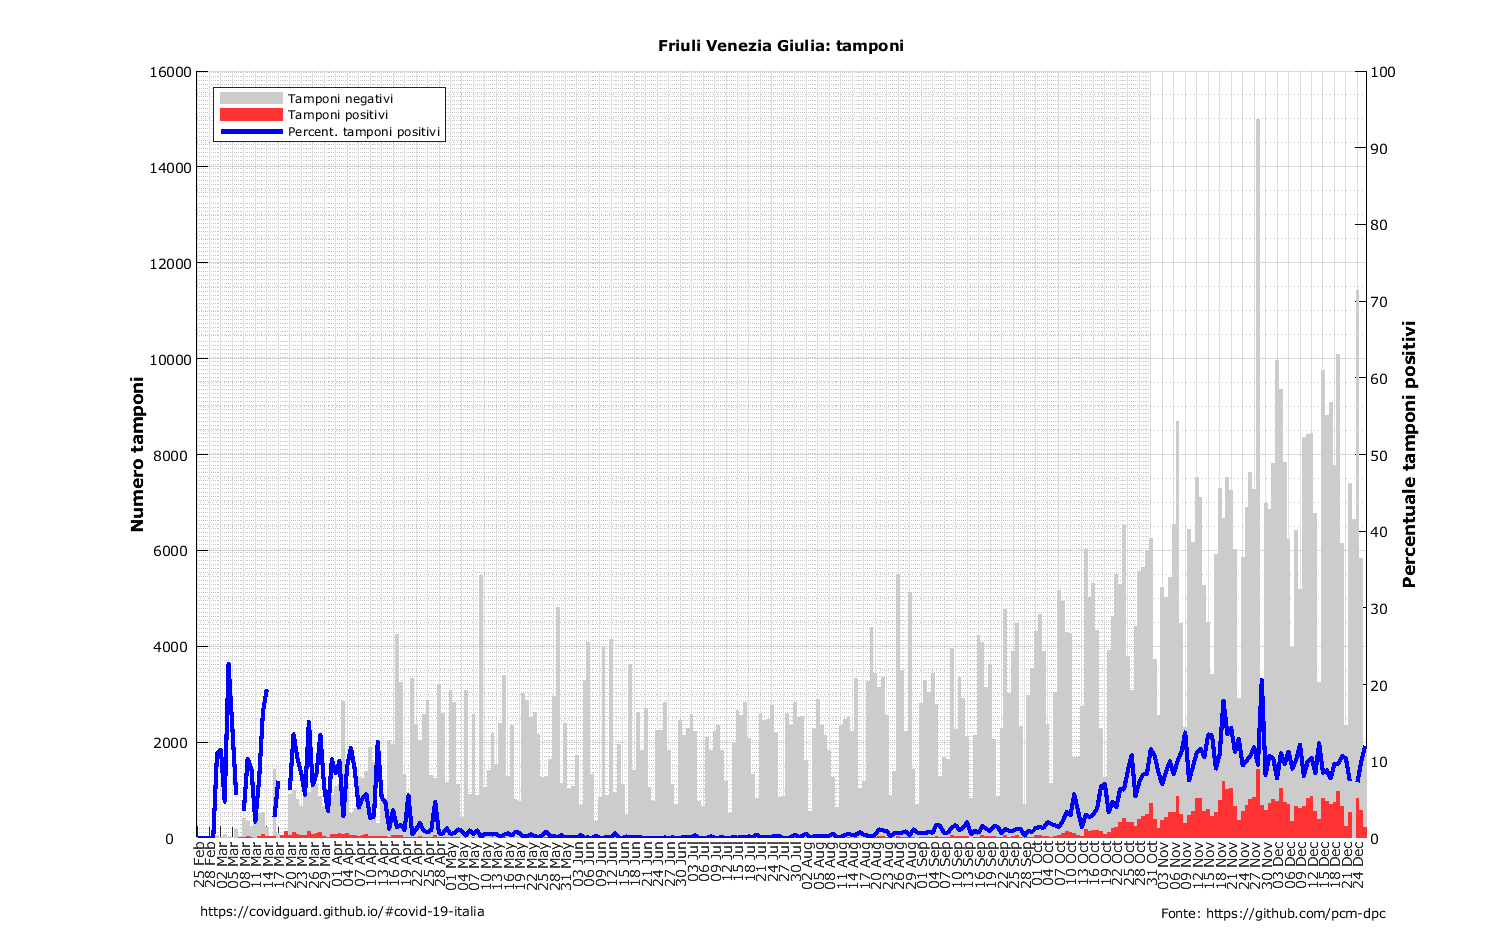 Friuli Venezia Giulia: tamponi
Tamponi negativi
Tamponi positivi
Percent. tamponi positivi
Numero tamponi
16000
14000
12000
10000
8000
6000
4000
2000
0
100
90
80
70
60
50
40
30
20
10
0
Percentuale tamponi positivi
25 Feb
28 Feb
02 Mar
05 Mar
08 Mar
11 Mar
14 Mar
17 Mar
20 Mar
23 Mar
26 Mar
29 Mar
01 Apr
04 Apr
07 Apr
10 Apr
13 Apr
16 Apr
19 Apr
22 Apr
25 Apr
28 Apr
01 May
04 May
07 May
10 May
13 May
16 May
19 May
22 May
25 May
28 May
31 May
03 Jun
06 Jun
09 Jun
12 Jun
15 Jun
18 Jun
21 Jun
24 Jun
27 Jun
30 Jun
03 Jul
06 Jul
09 Jul
12 Jul
15 Jul
18 Jul
21 Jul
24 Jul
27 Jul
30 Jul
02 Aug
05 Aug
08 Aug
11 Aug
14 Aug
17 Aug
20 Aug
23 Aug
26 Aug
29 Aug
01 Sep
04 Sep
07 Sep
10 Sep
13 Sep
16 Sep
19 Sep
22 Sep
25 Sep
28 Sep
01 Oct
04 Oct
07 Oct
10 Oct
13 Oct
16 Oct
19 Oct
22 Oct
25 Oct
28 Oct
31 Oct
03 Nov
06 Nov
09 Nov
12 Nov
15 Nov
18 Nov
21 Nov
24 Nov
27 Nov
30 Nov
03 Dec
06 Dec
09 Dec
12 Dec
15 Dec
18 Dec
21 Dec
24 Dec
https://covidguard.github.io/#covid-19-italia
Fonte: https://github.com/pcm-dpc